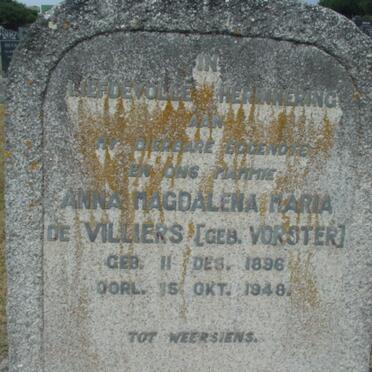 IN
LIEFDEVOLLE HERINNERING
AAN
MY DIERBARE EGGENOTE
EN ONS MAMMIE
ANNA MAGDALENA MARIA
DE VILLIERS [GEB. VORSTER]
GEB. 11 DES. 1896
OORL. 15 OKT. 1948.
TOT WEERSIENS.